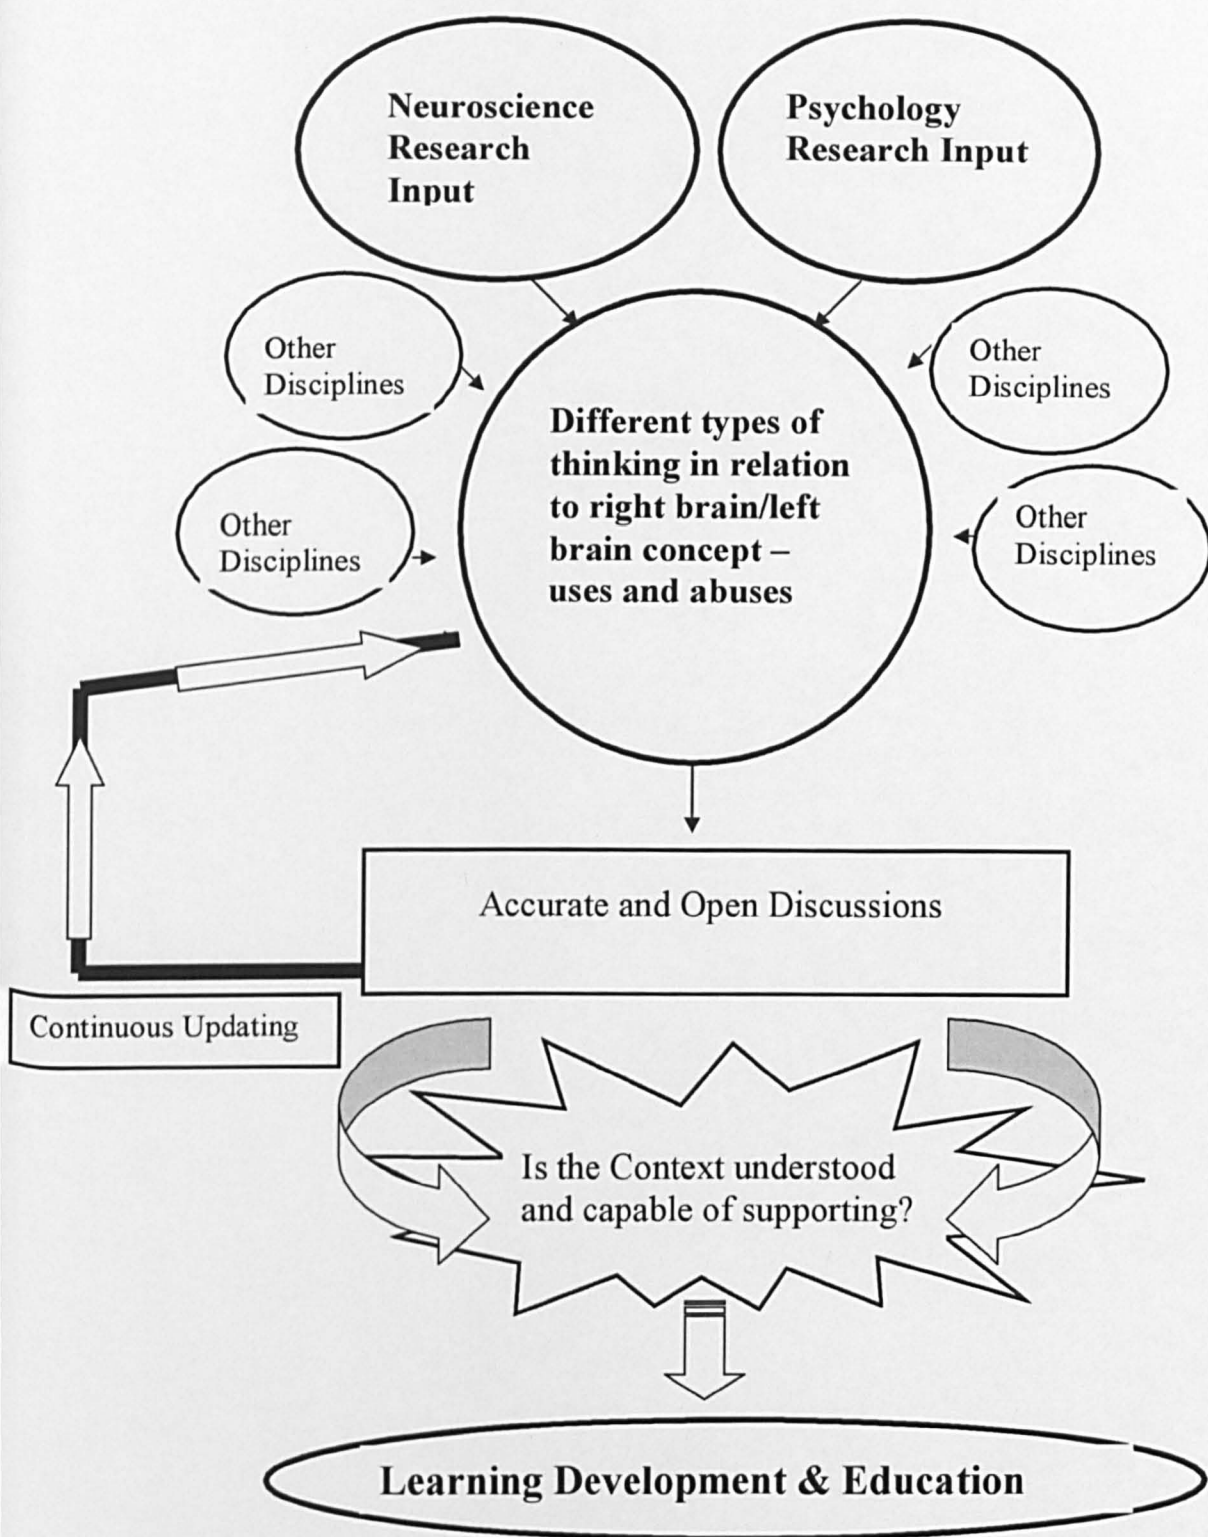 Neuroscience
Research
Input
Psychology
Research Input
Other
Disciplines
Other
Disciplines
Different types of
thinking in relation
to right brain/left
brain concept –
uses and abuses
Other
Disciplines
Other
Disciplines
Accurate and Open Discussions
Continuous Updating
Is the Context understood
and capable of supporting?
Learning Development & Education